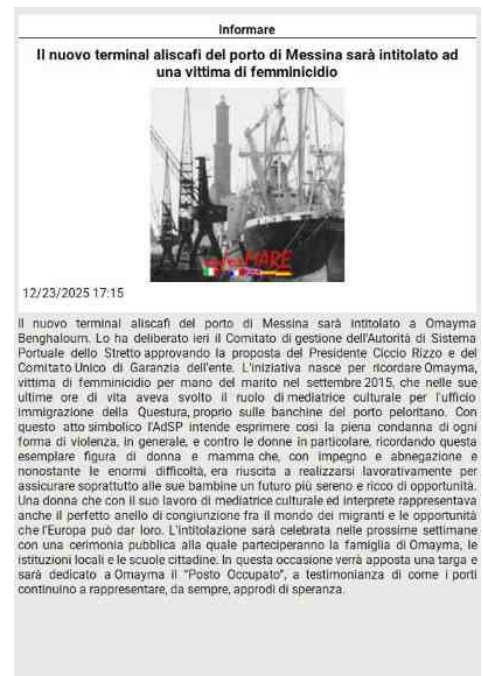 Informare
Il nuovo terminal aliscafi del porto di Messina sarà intitolato ad
una vittima di femminicidio
inforMARE
12/23/2025 17:15
Il nuovo terminal aliscafi del porto di Messina sarà intitolato a Omayma
Benghaloum. Lo ha deliberato ieri il Comitato di gestione dell'Autorità di Sistema
Portuale dello Stretto approvando la proposta del Presidente Ciccio Rizzo e del
Comitato Unico di Garanzia dell'ente. L'iniziativa nasce per ricordare Omayma,
vittima di femminicidio per mano del marito nel settembre 2015, che nelle sue
ultime ore di vita aveva svolto il ruolo di mediatrice culturale per l'ufficio
immigrazione della Questura, proprio sulle banchine del porto peloritano. Con
questo atto simbolico l'AdSP intende esprimere così la piena condanna di ogni
forma di violenza, in generale, e contro le donne in particolare, ricordando questa
esemplare figura di donna e mamma che, con impegno e abnegazione e
nonostante le enormi difficoltà, era riuscita a realizzarsi lavorativamente per
assicurare soprattutto alle sue bambine un futuro più sereno e ricco di opportunità.
Una donna che con il suo lavoro di mediatrice culturale ed interprete rappresentava
anche il perfetto anello di congiunzione fra il mondo dei migranti e le opportunità
che l'Europa può dar loro. L'intitolazione sarà celebrata nelle prossime settimane
con una cerimonia pubblica alla quale parteciperanno la famiglia di Omayma, le
istituzioni locali e le scuole cittadine. In questa occasione verrà apposta una targa e
sarà dedicato a Omayma il "Posto Occupato", a testimonianza di come i porti
continuino a rappresentare, da sempre, approdi di speranza.